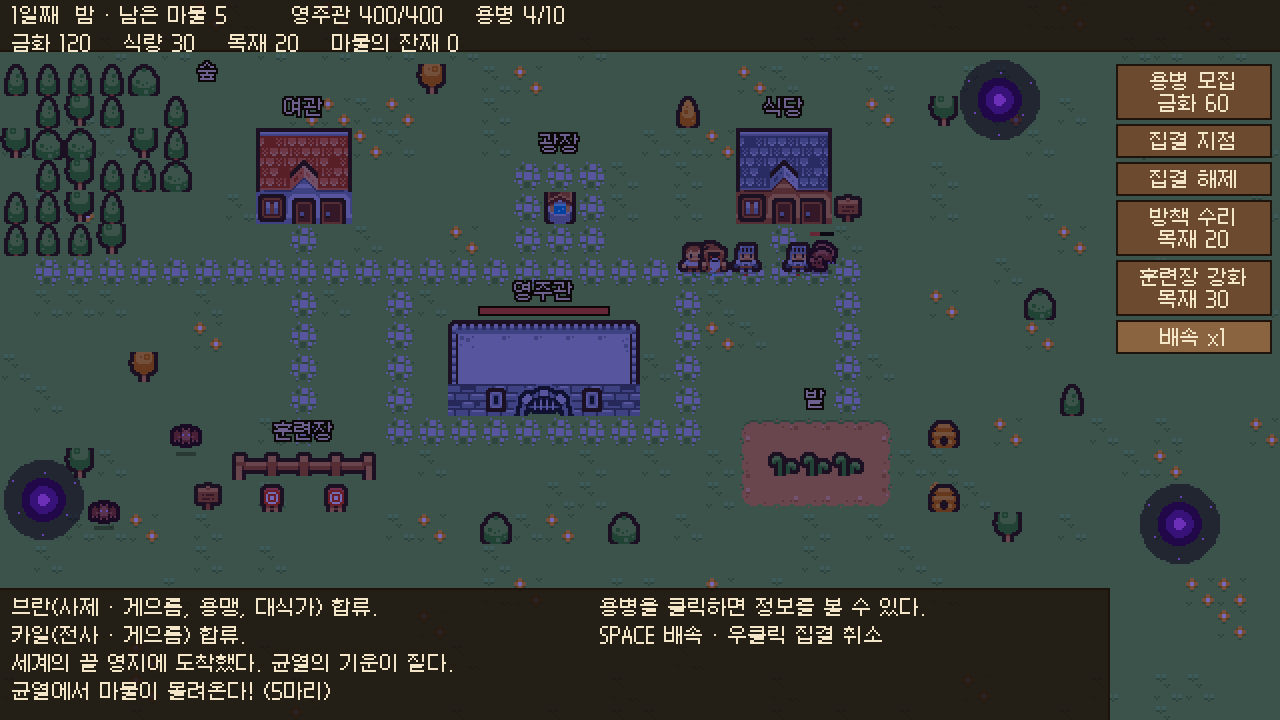 1일째 밤 · 남은 마물 5 영주관 400/400 용병 4/10
금화 120 식량 30 목재 20 마물의 잔재 0
숲
여관
식당
광장
영주관
밭
훈련장
용병 모집
금화 60
집결 지점
집결 해제
방책 수리
목재 20
훈련장 강화
목재 30
배속 x1
브란(사제 · 게으름, 용맹, 대식가) 합류.
카일(전사 · 게으름) 합류.
세계의 끝 영지에 도착했다. 균열의 기운이 짙다.
균열에서 마물이 몰려온다! (5마리)
용병을 클릭하면 정보를 볼 수 있다.
SPACE 배속 · 우클릭 집결 취소